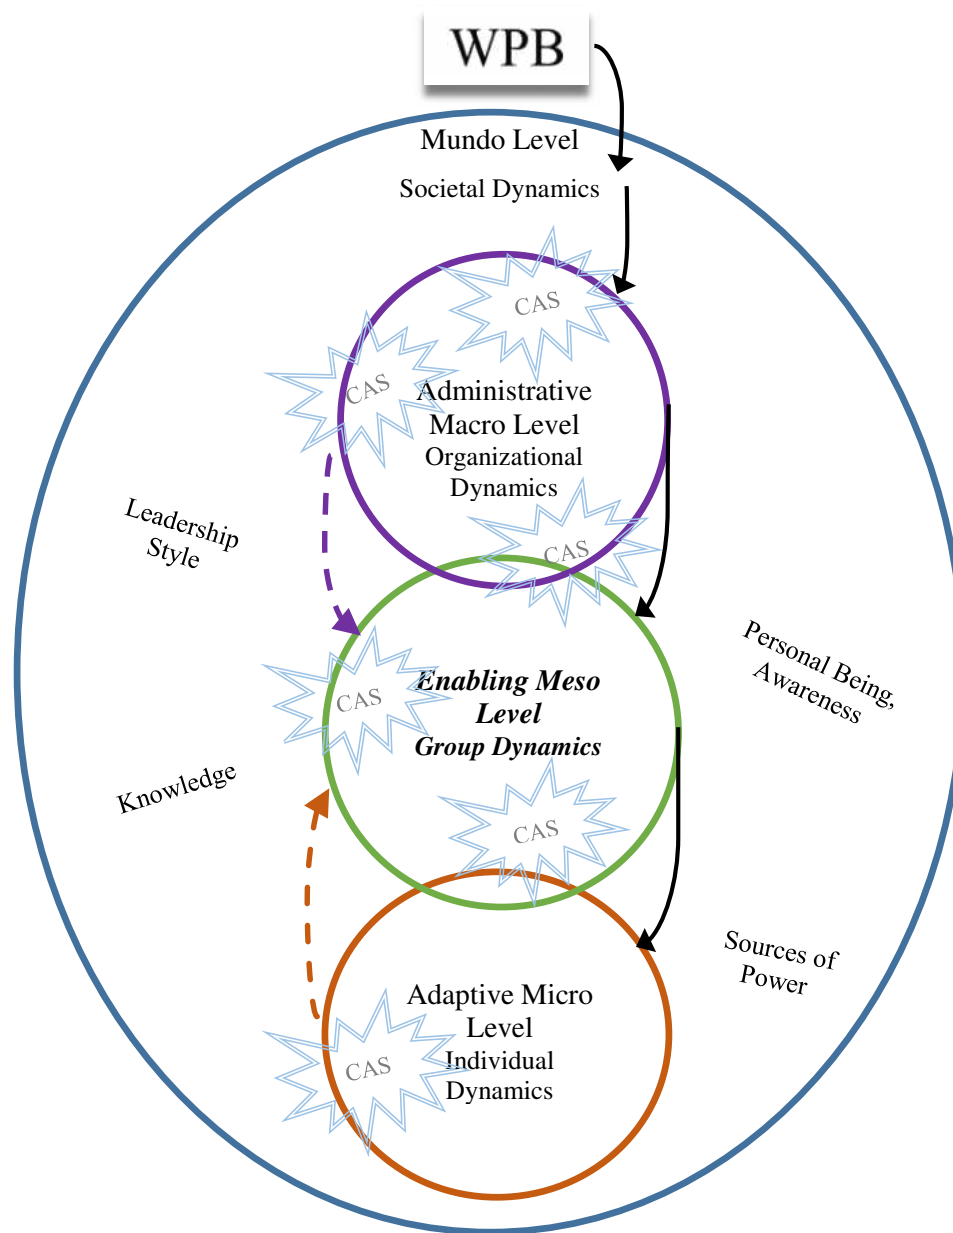 WPB
Mundo Level
Societal Dynamics
CAS
CAS
Administrative
Macro Level
Organizational
Dynamics
Leadership
Style
CAS
Personal Being,
Awareness
CAS
Enabling Meso
Level
Group Dynamics
Knowledge
CAS
Sources of
Power
Adaptive Micro
Level
Individual
Dynamics
CAS